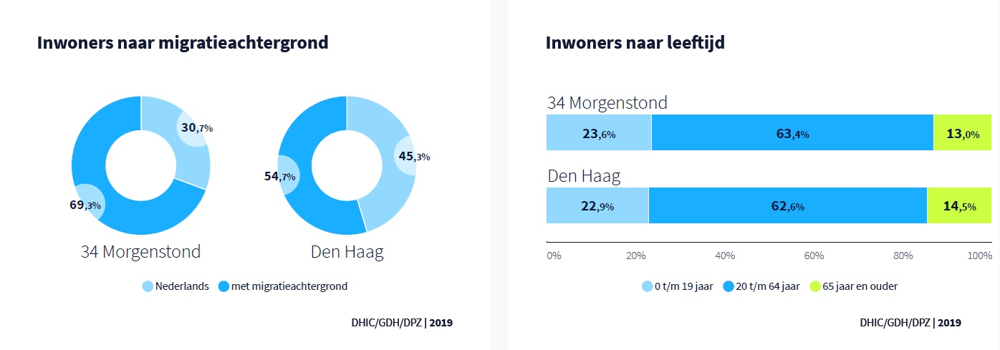 Inwoners naar migratieachtergrond
30,7%
69,3%
34 Morgenstond
45,3%
54,7%
Den Haag
Nederlands met migratieachtergrond
DHIC/GDH/DPZ | 2019
Inwoners naar leeftijd
34 Morgenstond
23,6% 63,4% 13,0%
Den Haag
22,9% 62,6% 14,5%
0% 20% 40% 60% 80% 100%
0 t/m 19 jaar 20 t/m 64 jaar 65 jaar en ouder
DHIC/GDH/DPZ | 2019